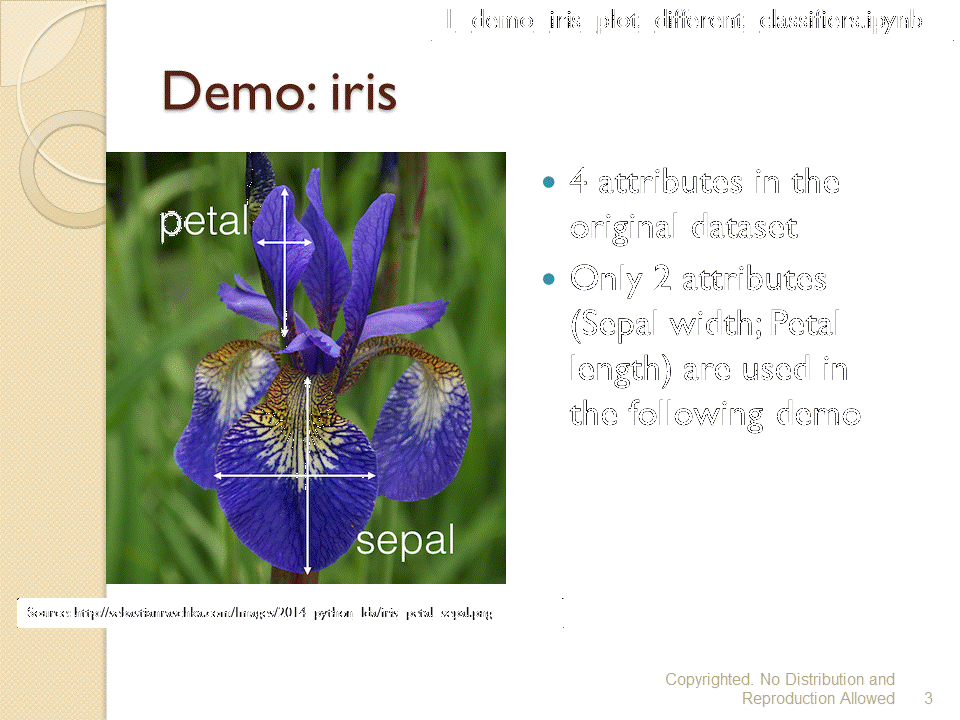 1_demo_iris_plot_different_classifiers.ipynb
Demo: iris
petal
sepal
4 attributes in the
original dataset
Only 2 attributes
(Sepal width; Petal
length) are used in
the following demo
Source: http://sebastianraschka.com/Images/2014_python_lda/iris_petal_sepal.png
Copyrighted. No Distribution and
Reproduction Allowed
3